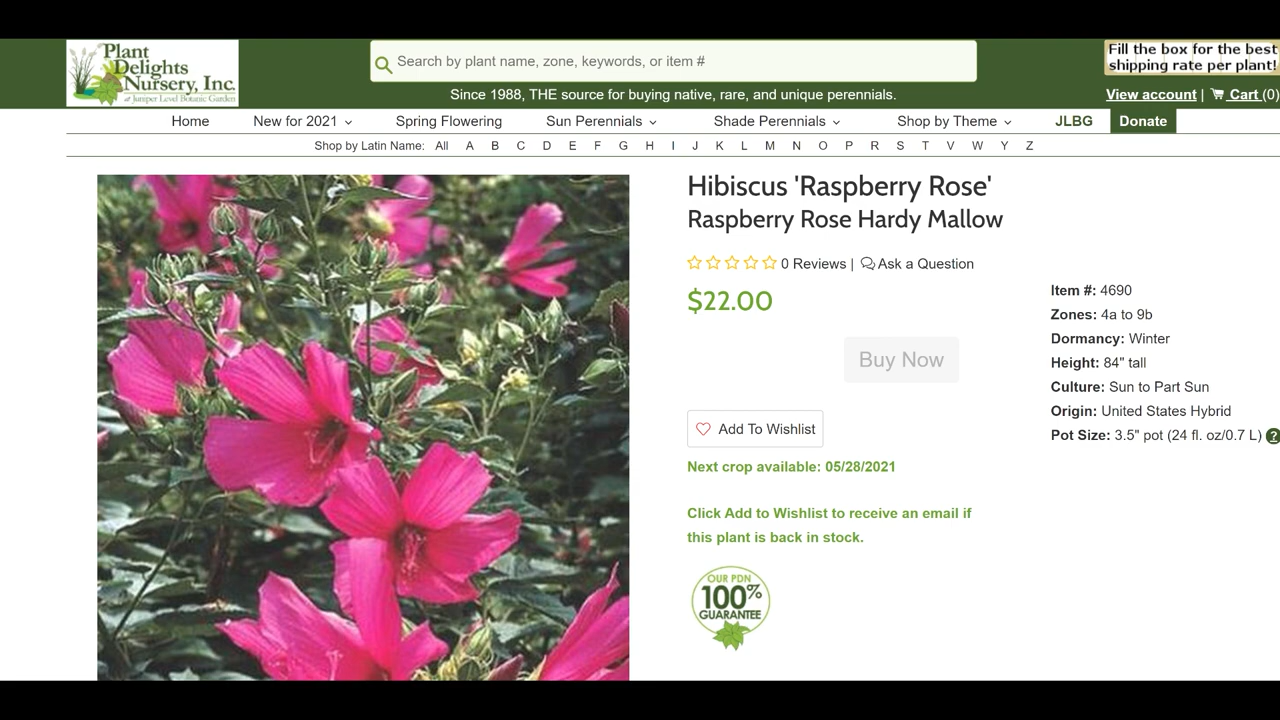 Plant
Delights
Nursery, Inc.
at Juniper Level Botanic Garden
Search by plant name, zone, keywords, or item #
Since 1988, THE source for buying native, rare, and unique perennials.
Fill the box for the best
shipping rate per plant!
View account | Cart (0)
Home New for 2021 Spring Flowering Sun Perennials Shade Perennials Shop by Theme JLBG Donate
Shop by Latin Name: All A B C D E F G H I J K L M N O P R S T V W Y Z
Hibiscus 'Raspberry Rose'
Raspberry Rose Hardy Mallow
0 Reviews | Ask a Question
$22.00
Buy Now
Add To Wishlist
Next crop available: 05/28/2021
Click Add to Wishlist to receive an email if
this plant is back in stock.
OUR PDN
100%
GUARANTEE
Item #: 4690
Zones: 4a to 9b
Dormancy: Winter
Height: 84" tall
Culture: Sun to Part Sun
Origin: United States Hybrid
Pot Size: 3.5" pot (24 fl. oz/0.7 L) ?